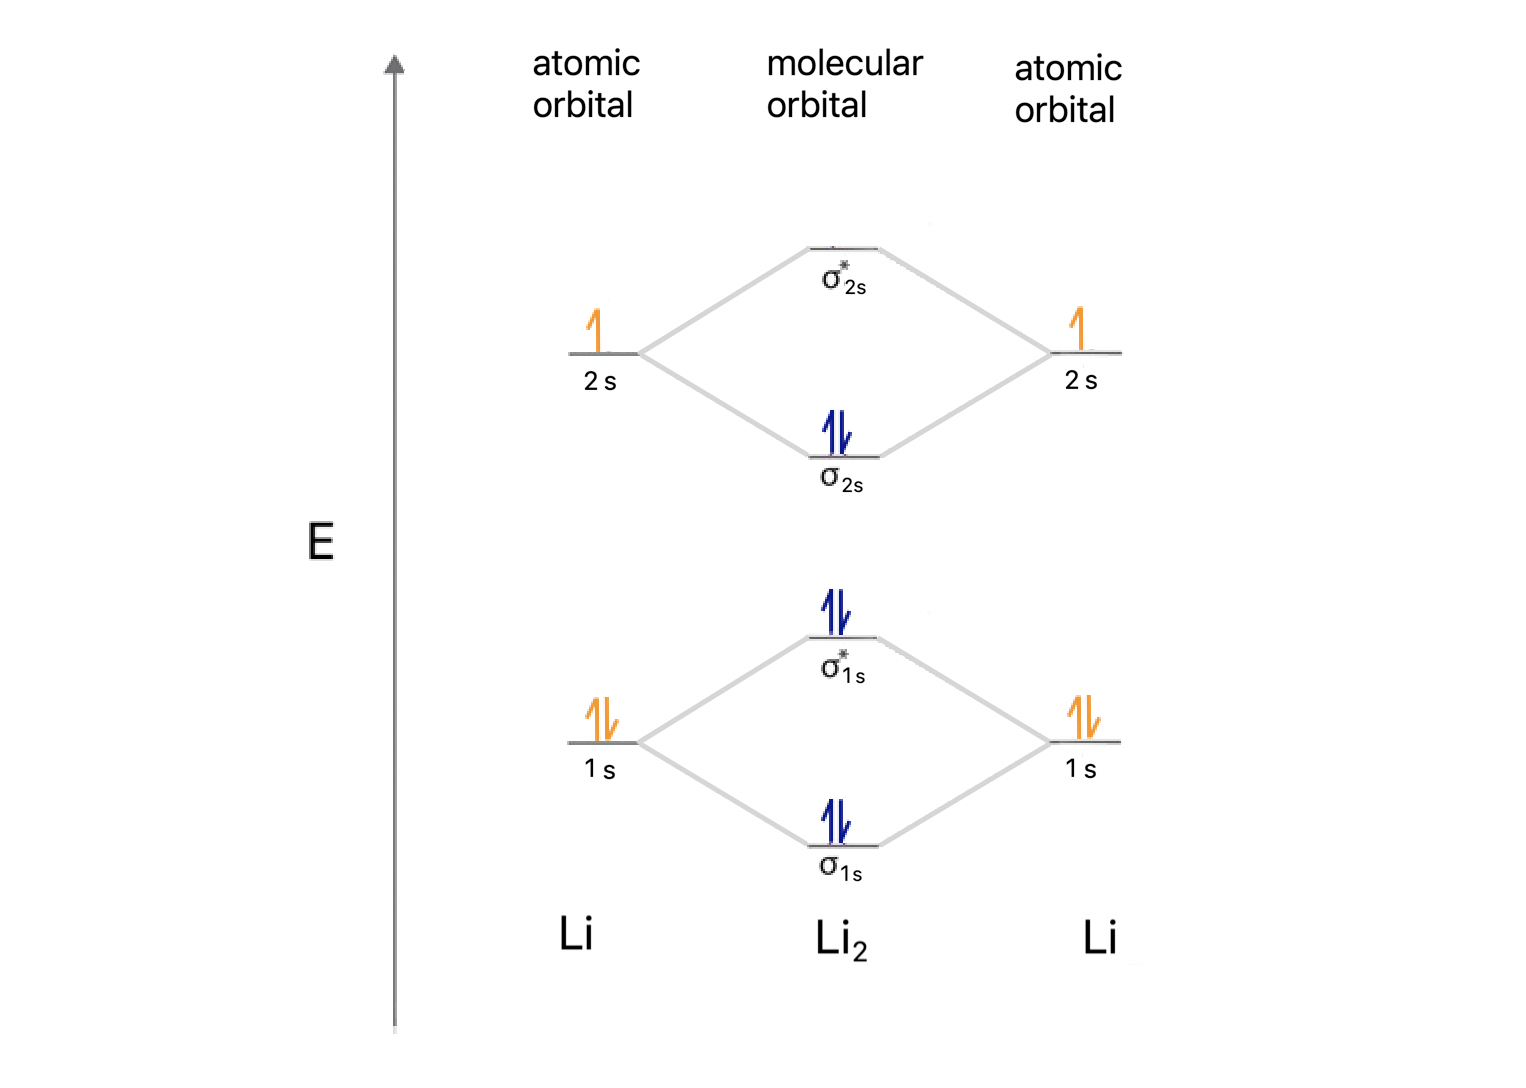 atomic orbital
molecular orbital
atomic orbital
σ*2s
2 s
2 s
σ2s
E
σ*1s
1 s
1 s
σ1s
Li
Li₂
Li